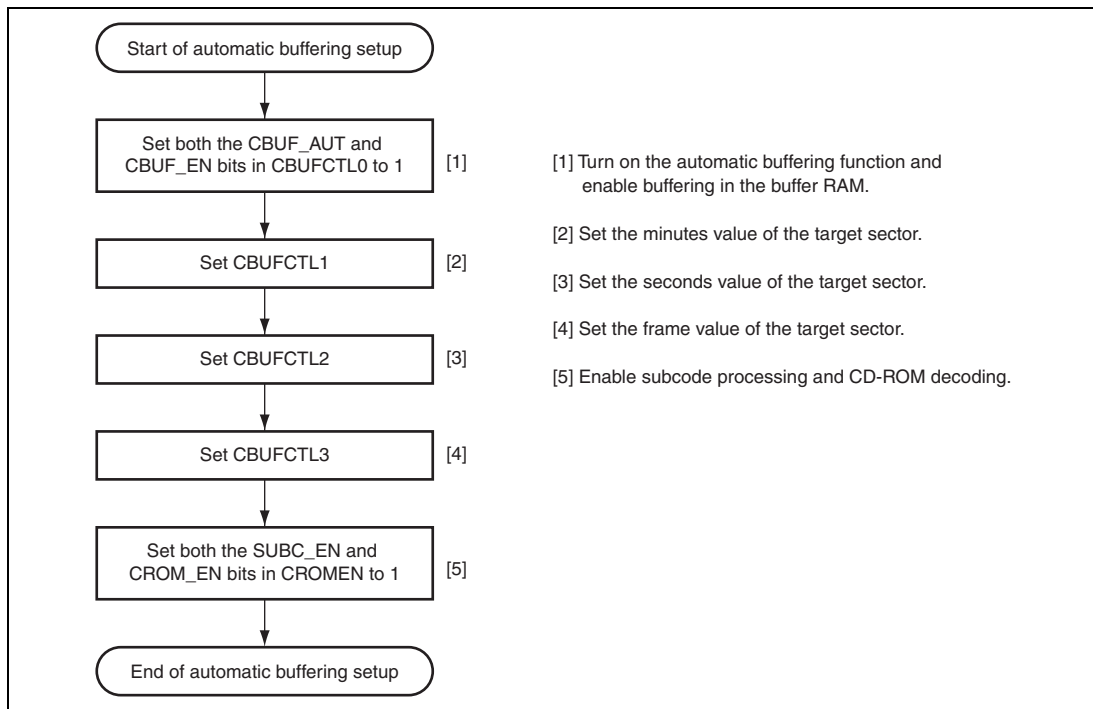 Start of automatic buffering setup
Set both the CBUF_AUT and
CBUF_EN bits in CBUFCTL0 to 1
[1]
Set CBUFCTL1
[2]
Set CBUFCTL2
[3]
Set CBUFCTL3
[4]
Set both the SUBC_EN and
CROM_EN bits in CROMEN to 1
[5]
End of automatic buffering setup
[1] Turn on the automatic buffering function and
enable buffering in the buffer RAM.
[2] Set the minutes value of the target sector.
[3] Set the seconds value of the target sector.
[4] Set the frame value of the target sector.
[5] Enable subcode processing and CD-ROM decoding.